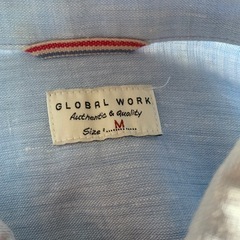 GLOBAL WORK
Authentic & Quality
Size:..........M..........